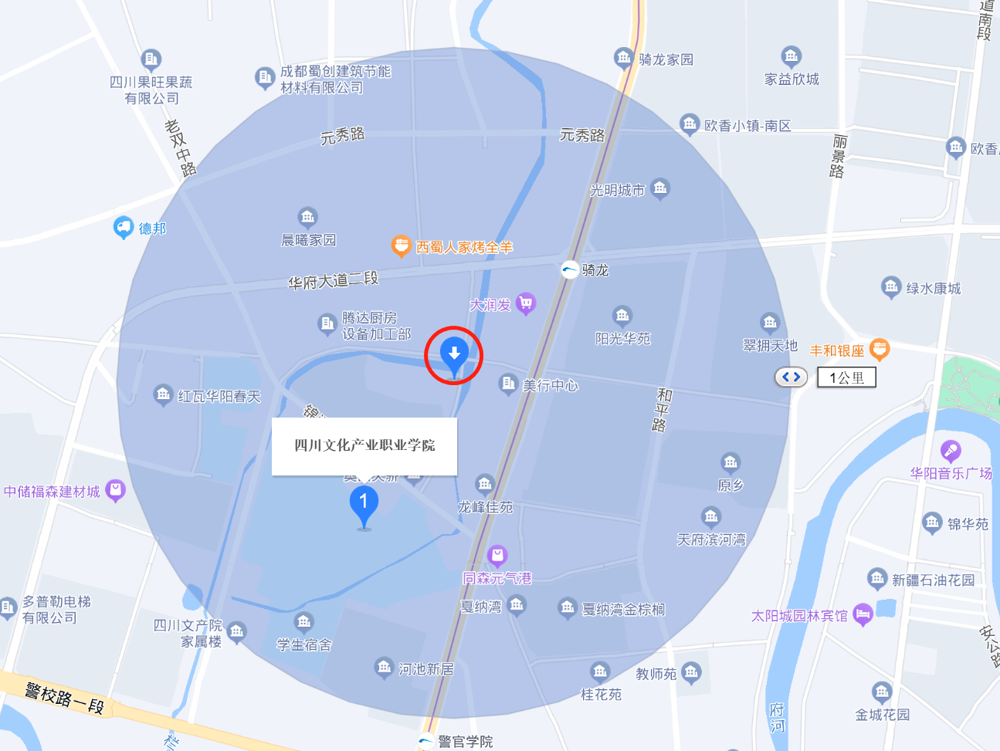 道南段
骑龙家园
家益欣城
四川果旺果蔬
有限公司
成都蜀创建筑节能
材料有限公司
老双中路
元秀路
元秀路
欧香小镇-南区
丽景路
欧香
光明城市
德邦
晨曦家园
西蜀人家烤全羊
华府大道二段
骑龙
绿水康城
大润发
腾达厨房
设备加工部
阳光华苑
翠拥天地
丰和银座
1公里
美行中心
红瓦华阳春天
和平路
锦
四川文化产业职业学院
1
中储福森建材城
龙峰佳苑
原乡
华阳音乐广场
天府滨河湾
锦华苑
同森元气港
新疆石油花园
戛纳湾
戛纳湾金棕榈
多普勒电梯
有限公司
太阳城园林宾馆
四川文产院
家属楼
学生宿舍
安公路
河池新居
教师苑
桂花苑
警校路一段
府河
金城花园
栏
警官学院